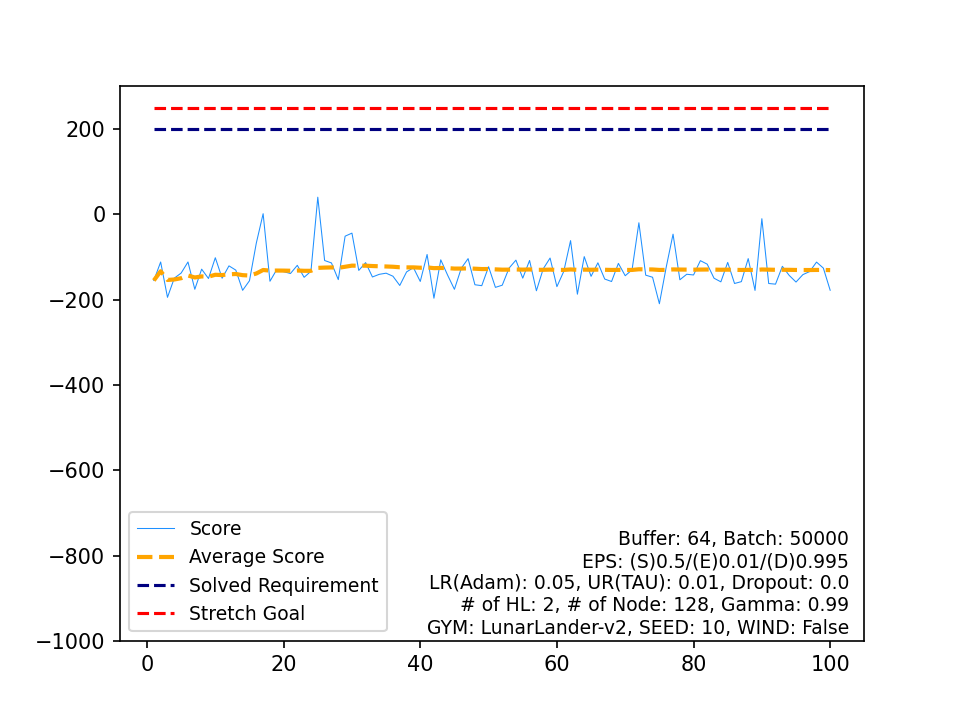 200
0
−200
−400
−600
−800
−1000
0 20 40 60 80 100
Score
Average Score
Solved Requirement
Stretch Goal
Buffer: 64, Batch: 50000
EPS: (S)0.5/(E)0.01/(D)0.995
LR(Adam): 0.05, UR(TAU): 0.01, Dropout: 0.0
# of HL: 2, # of Node: 128, Gamma: 0.99
GYM: LunarLander-v2, SEED: 10, WIND: False